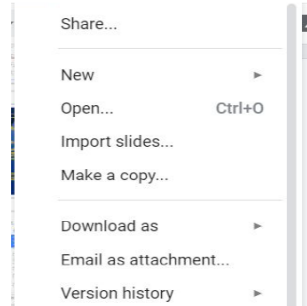 Share...
New ►
Open... Ctrl+O
Import slides...
Make a copy...
Download as ►
Email as attachment...
Version history ►